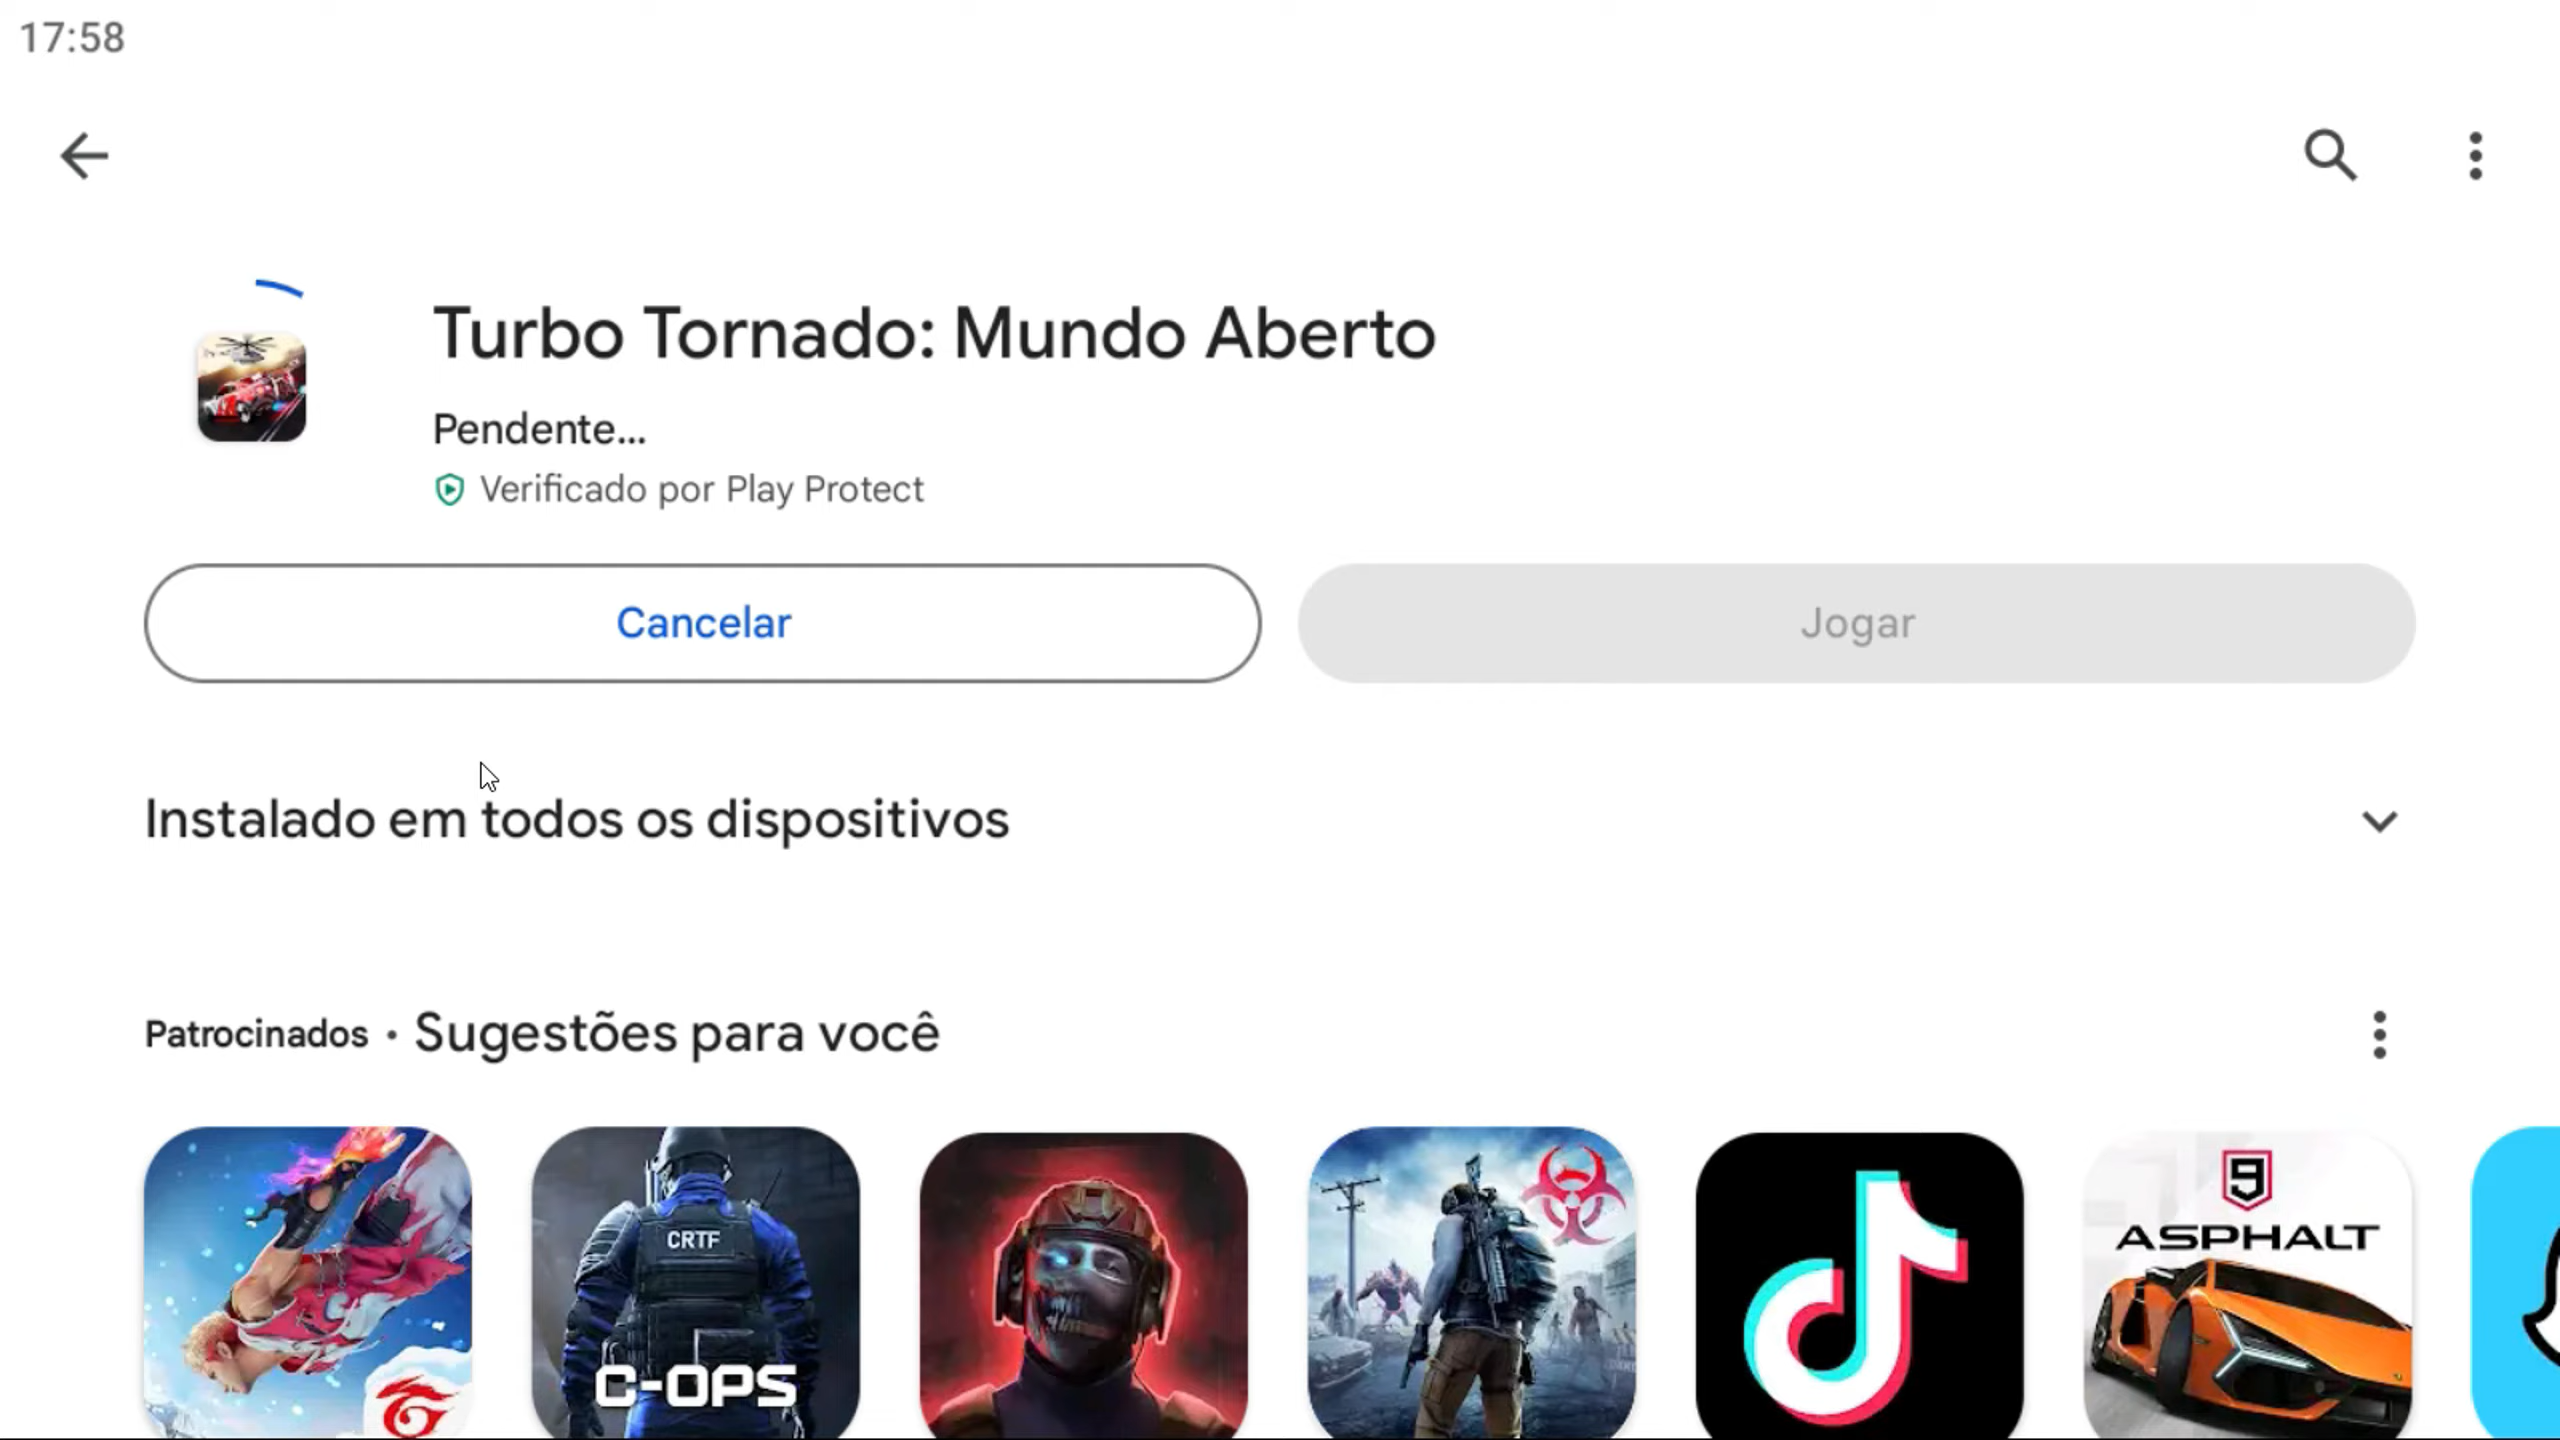 17:58
Turbo Tornado: Mundo Aberto
Pendente...
Verificado por Play Protect
Cancelar
Jogar
Instalado em todos os dispositivos
Patrocinados • Sugestões para você
CRTF
C-OPS
9
ASPHALT